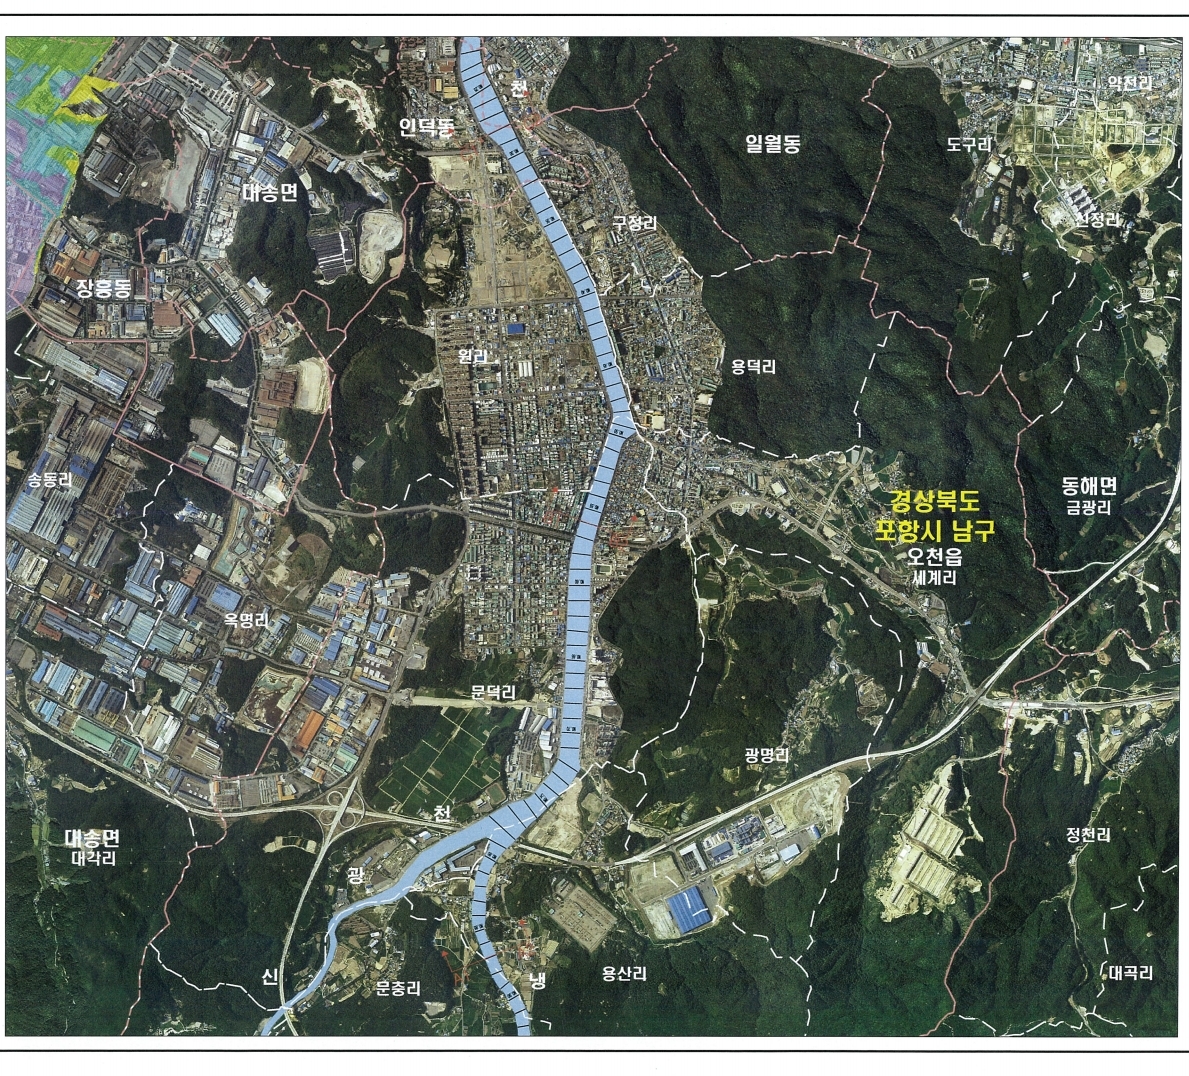 천
약전리
인덕동
일월동
도구리
대송면
신정리
구정리
장흥동
원리
용덕리
송동리
동해면
금광리
경상북도
포항시 남구
오천읍
세계리
옥명리
문덕리
광명리
천
대송면
대각리
정천리
광
용산리
대곡리
신
냉
문충리